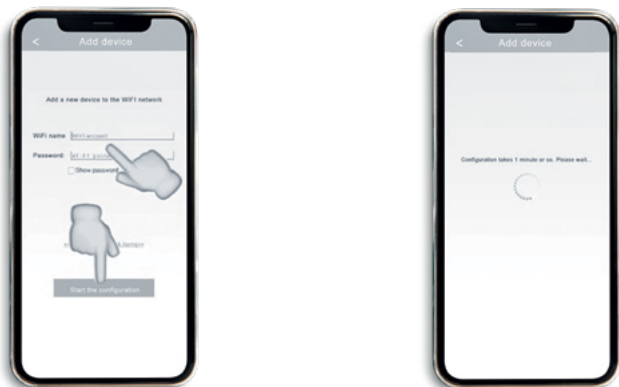 < Add device
Add a new device to the WIFI network
WiFi name
Password:
Show password
Start the configuration
< Add device
Configuration takes 1 minute or so. Please wait...